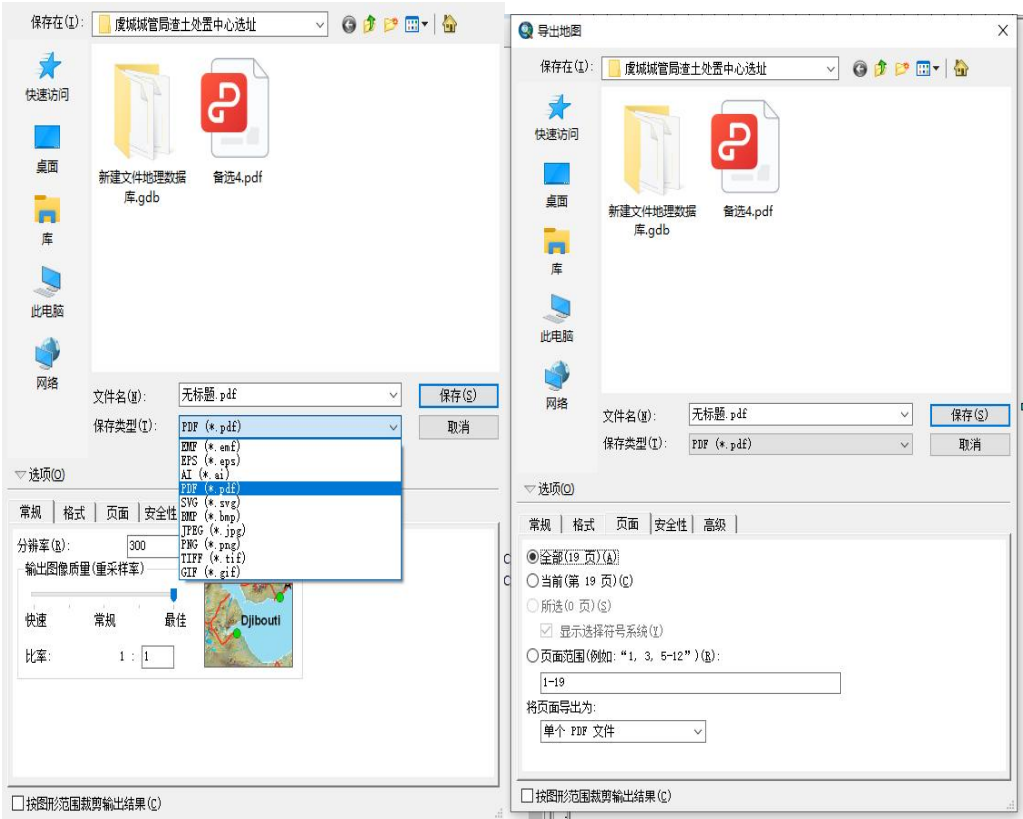 保存在(I):
虞城城管局渣土处置中心选址
快速访问
桌面
库
此电脑
网络
新建文件地理数据
库.gdb
备选4.pdf
文件名(N):
无标题.pdf
保存(S)
保存类型(T):
PDF (*.pdf)
取消
EMF (*.emf)
EPS (*.eps)
AI (*.ai)
PDF (*.pdf)
SVG (*.svg)
BMP (*.bmp)
JPEG (*.jpg)
PNG (*.png)
TIFF (*.tif)
GIF (*.gif)
选项(O)
常规
格式
页面
安全性
分辨率(R):
300
输出图像质量(重采样率)
快速
常规
最佳
比率:
1 :
1
Djibouti
按图形范围裁剪输出结果(C)
导出地图
保存在(I):
虞城城管局渣土处置中心选址
快速访问
桌面
库
此电脑
网络
新建文件地理数据
库.gdb
备选4.pdf
文件名(N):
无标题.pdf
保存(S)
保存类型(T):
PDF (*.pdf)
取消
选项(O)
常规
格式
页面
安全性
高级
全部(19 页)(A)
当前(第 19 页)(C)
所选(0 页)(S)
显示选择符号系统(Y)
页面范围(例如: “1, 3, 5-12”)(R):
1-19
将页面导出为:
单个 PDF 文件
按图形范围裁剪输出结果(C)